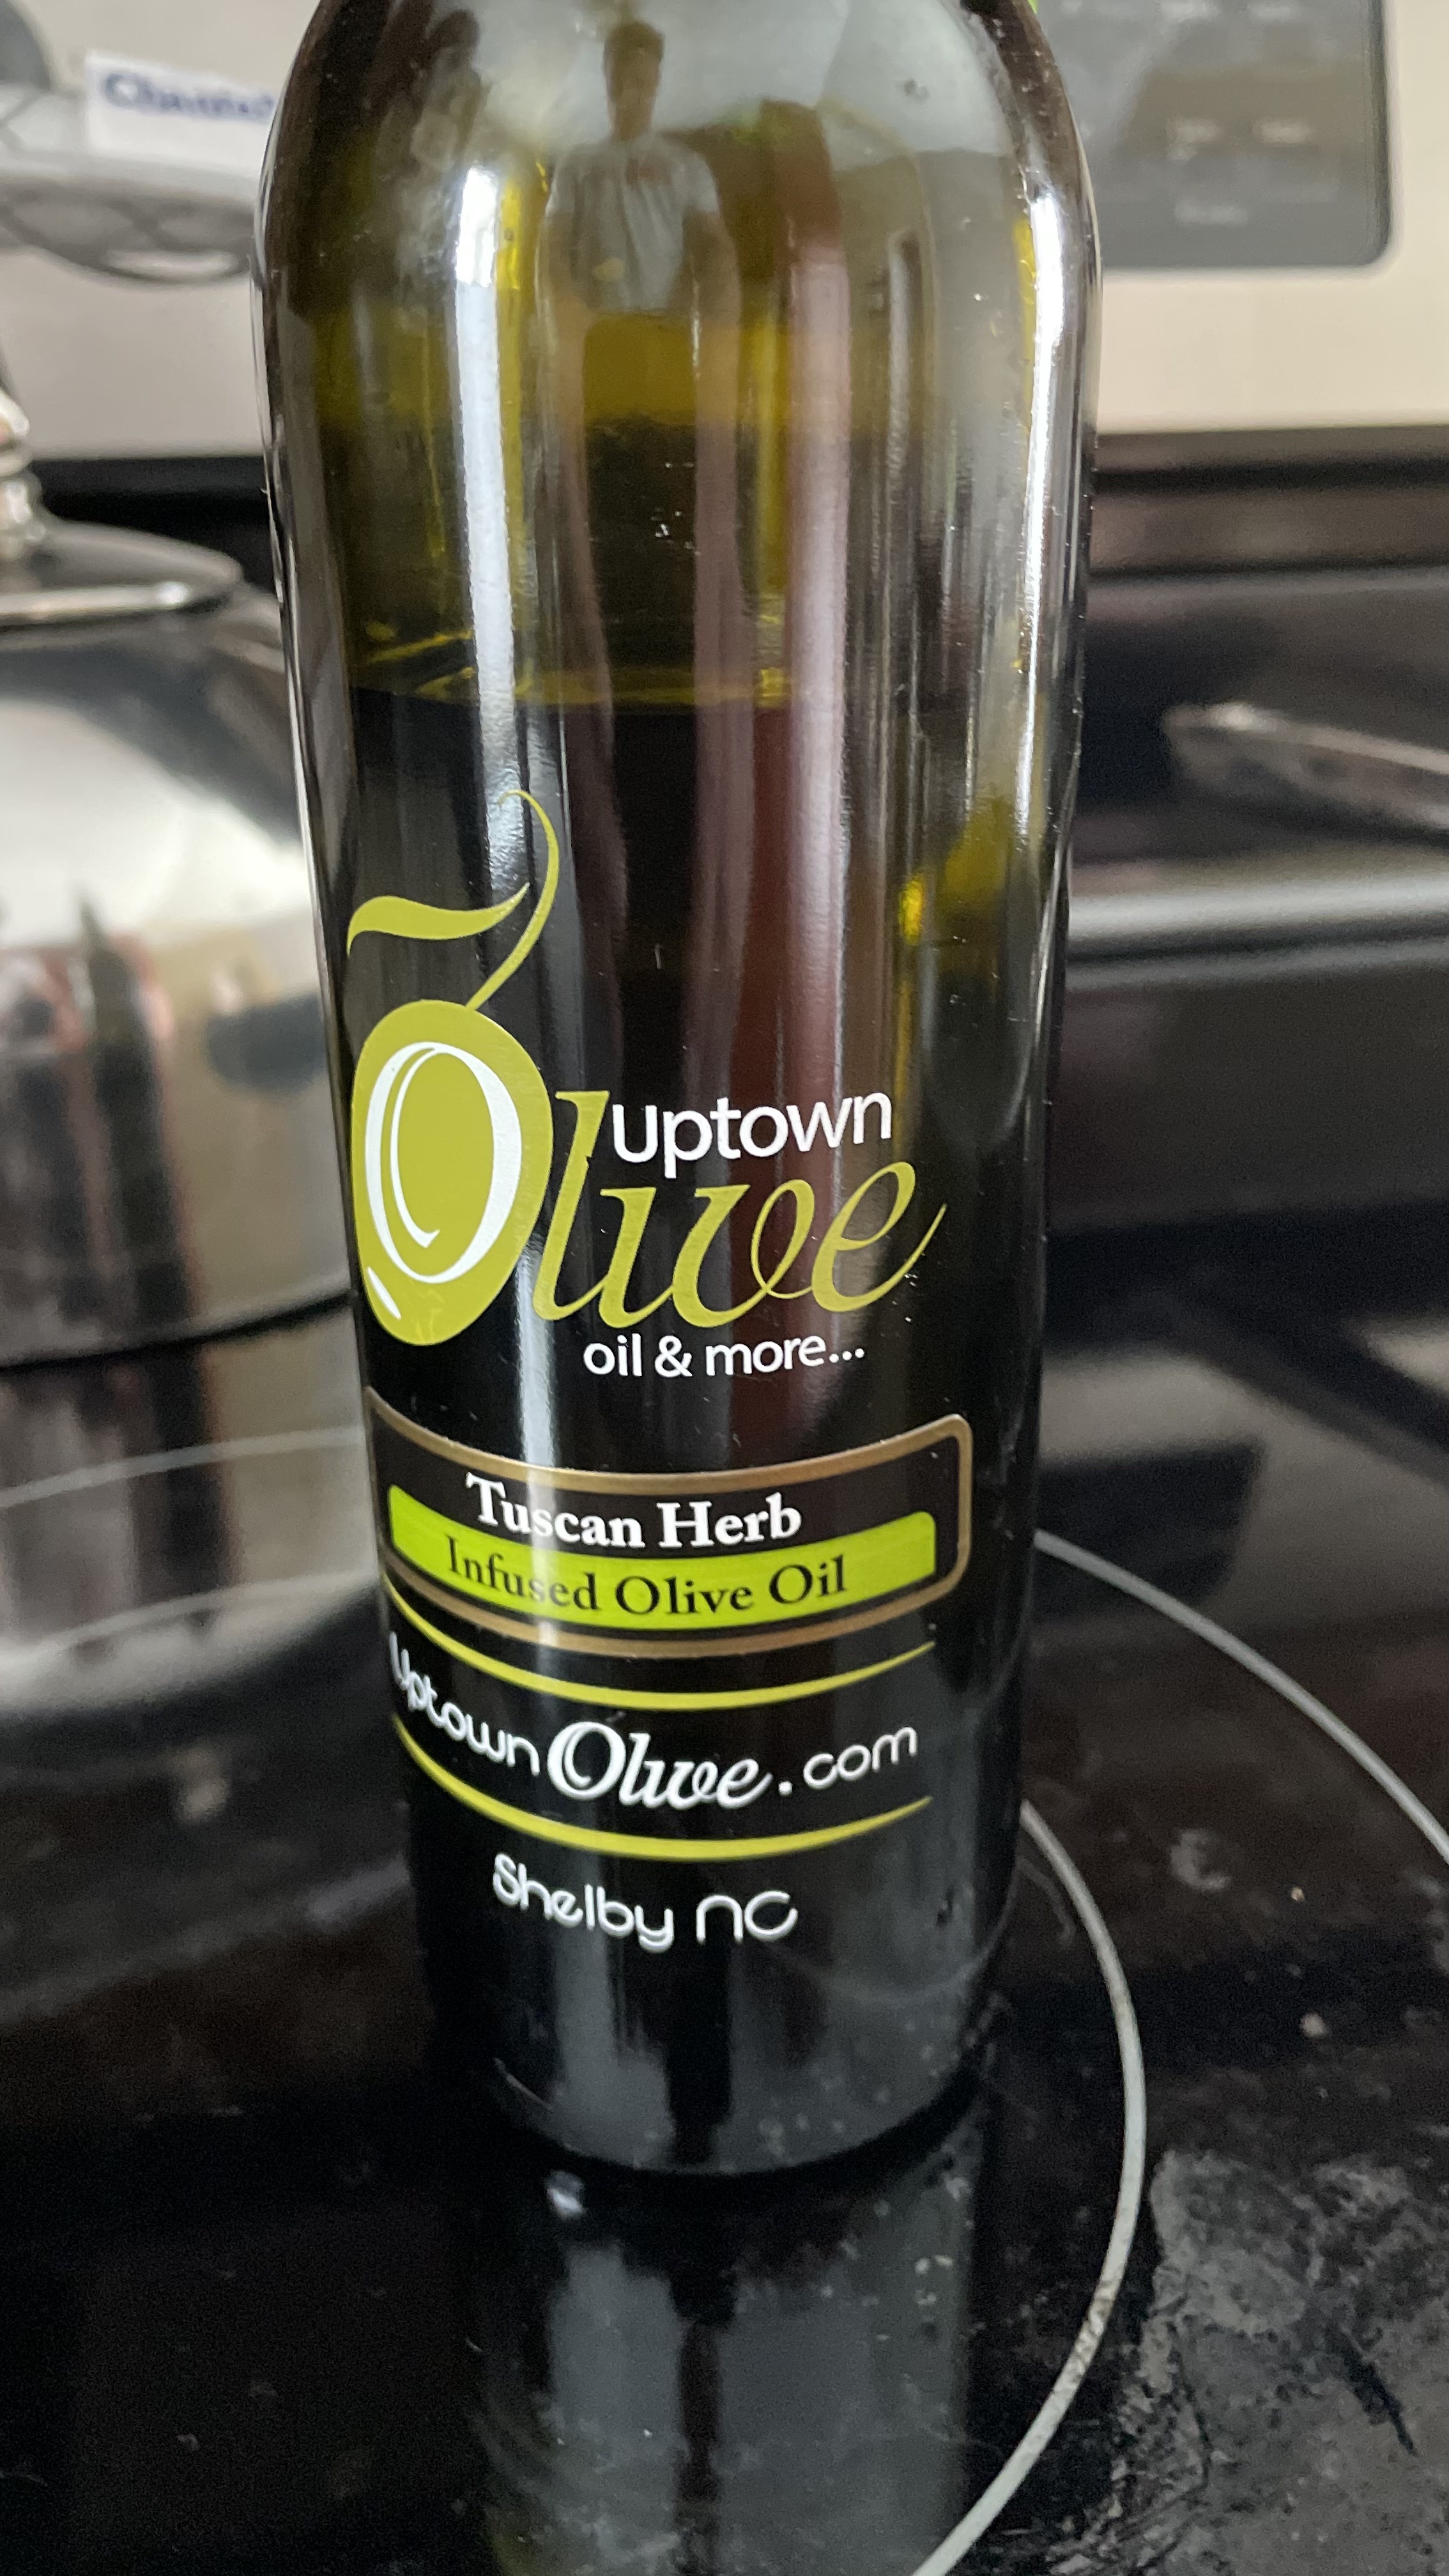 Uptown
Olive
oil & more...
Tuscan Herb
Infused Olive Oil
UptownOlive.com
Shelby NC